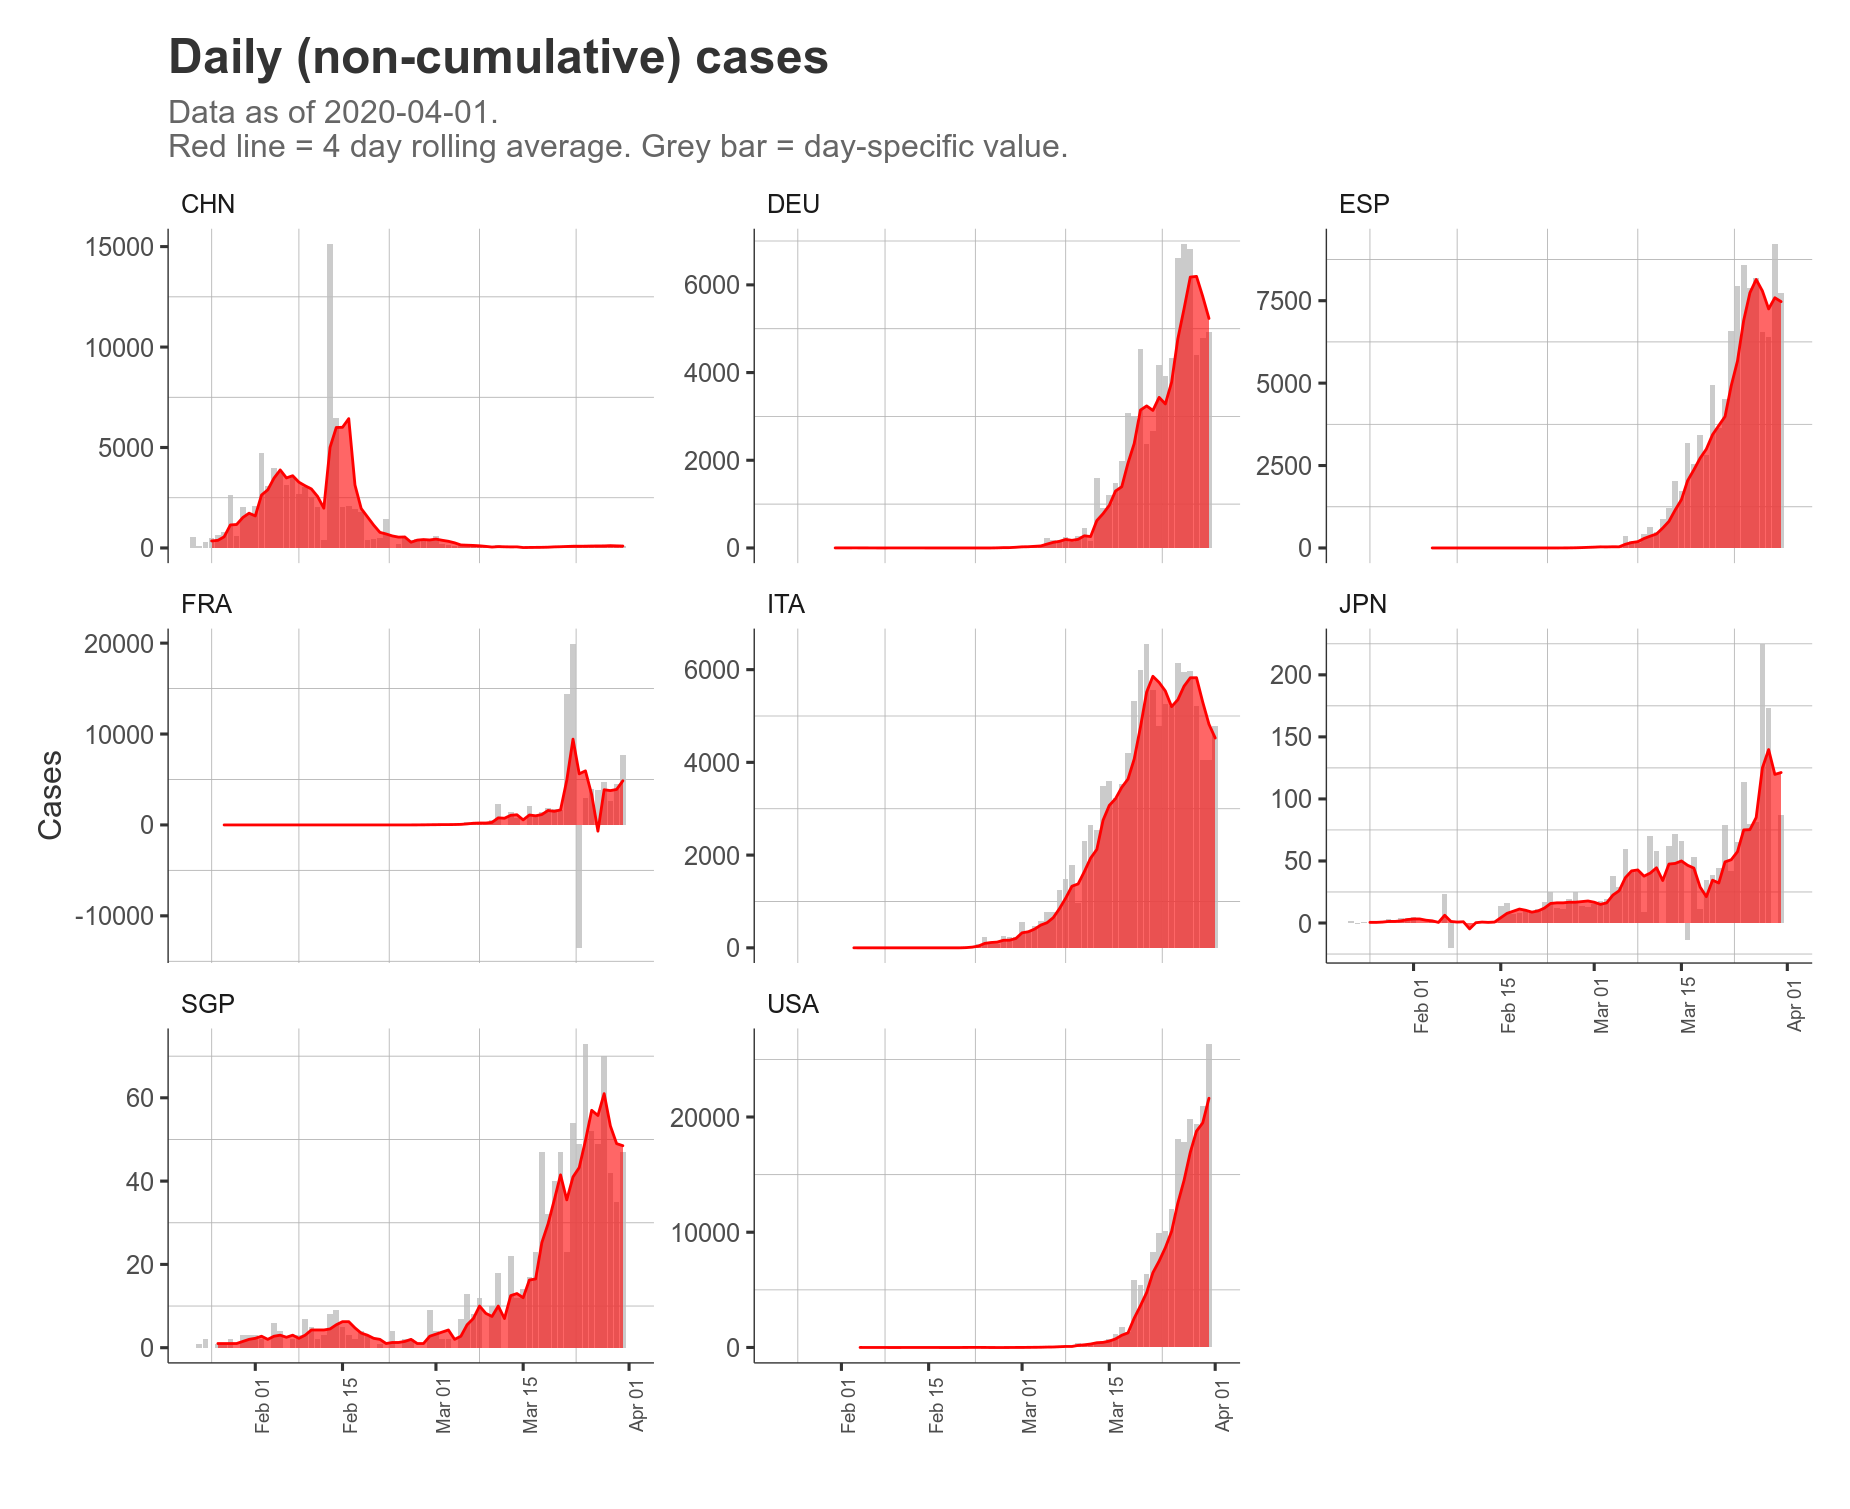 Daily (non-cumulative) cases
Data as of 2020-04-01.
Red line = 4 day rolling average. Grey bar = day-specific value.
CHN
15000
10000
5000
0
DEU
6000
4000
2000
0
ESP
7500
5000
2500
0
Cases
FRA
20000
10000
0
-10000
ITA
6000
4000
2000
0
JPN
200
150
100
50
0
Feb 01
Feb 15
Mar 01
Mar 15
Apr 01
SGP
60
40
20
0
Feb 01
Feb 15
Mar 01
Mar 15
Apr 01
USA
20000
10000
0
Feb 01
Feb 15
Mar 01
Mar 15
Apr 01